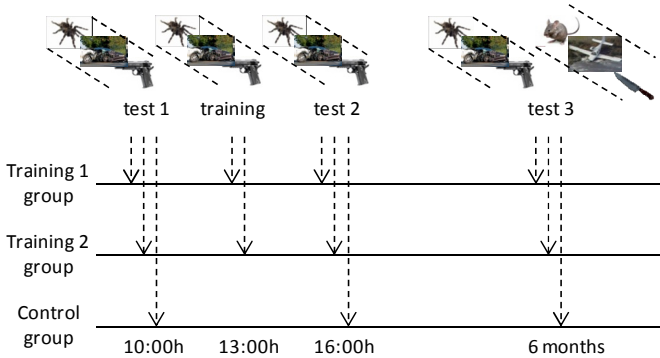 test 1 training test 2 test 3
Training 1
group
Training 2
group
Control
group
10:00h 13:00h 16:00h 6 months